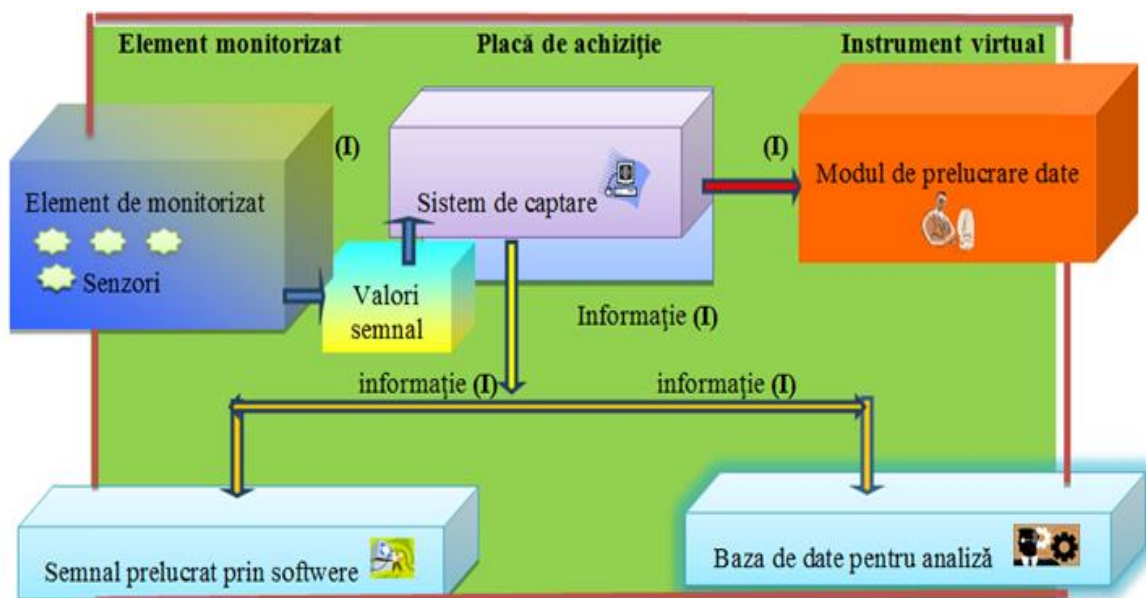 Element monitorizat
Placă de achiziție
Instrument virtual
(I)
(I)
Element de monitorizat
Sistem de captare
Modul de prelucrare date
Senzori
Valori
semnal
Informaţie (I)
informaţie (I)
informaţie (I)
Semnal prelucrat prin softwere
Baza de date pentru analiză